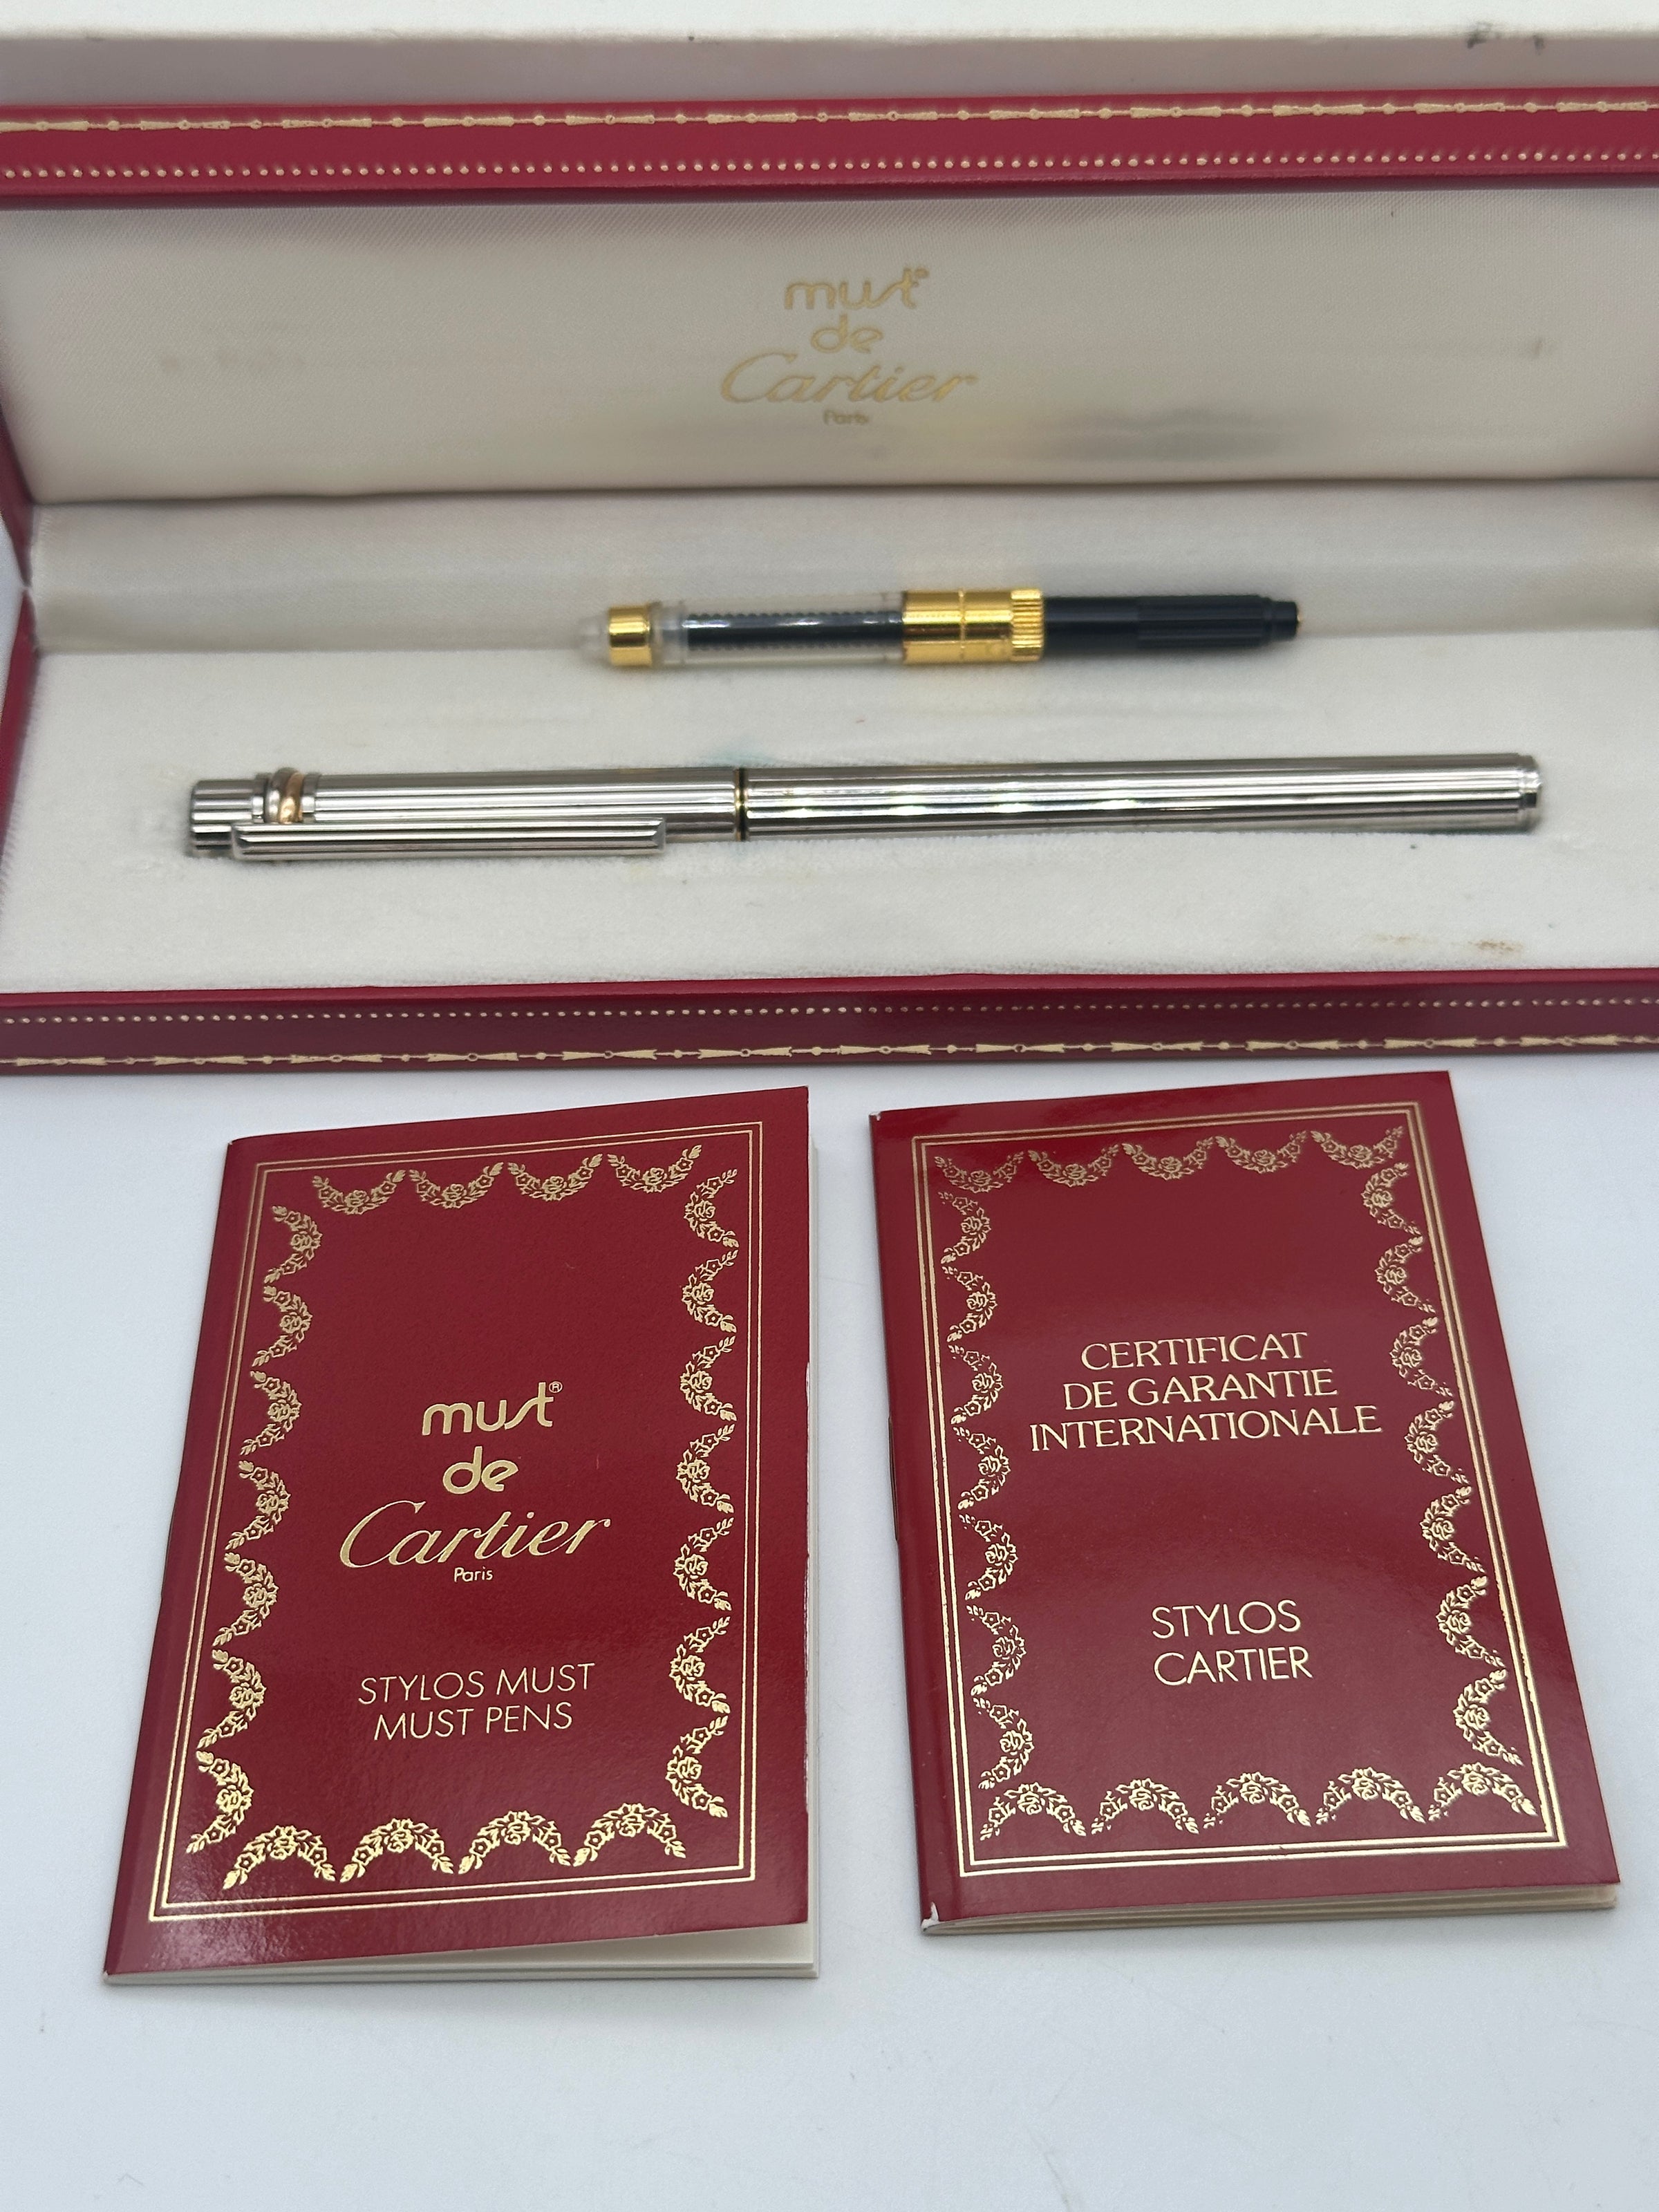 must®
de
Cartier
Paris
must®
de
Cartier
Paris
STYLOS MUST
MUST PENS
CERTIFICAT
DE GARANTIE
INTERNATIONALE
STYLOS
CARTIER